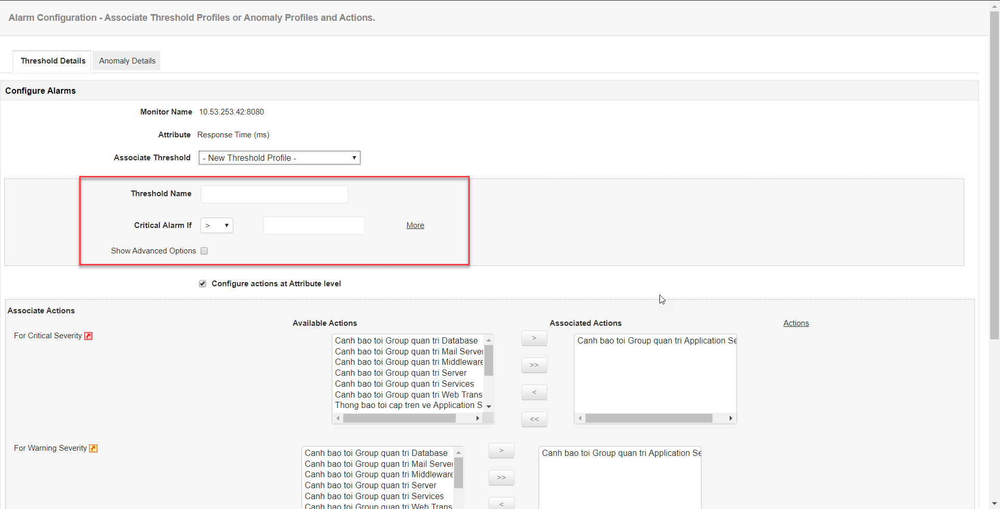 Alarm Configuration - Associate Threshold Profiles or Anomaly Profiles and Actions.
Threshold Details
Anomaly Details
Configure Alarms
Monitor Name 10.53.253.42:8080
Attribute Response Time (ms)
Associate Threshold - New Threshold Profile -
Threshold Name
Critical Alarm If > More
Show Advanced Options
Configure actions at Attribute level
Associate Actions
Available Actions
Associated Actions
Actions
For Critical Severity
Canh bao toi Group quan tri Database
Canh bao toi Group quan tri Mail Server
Canh bao toi Group quan tri Middleware
Canh bao toi Group quan tri Server
Canh bao toi Group quan tri Services
Canh bao toi Group quan tri Web Trans
Thong bao toi cap tren ve Application S
>
>>
<
<<
Canh bao toi Group quan tri Application Se
For Warning Severity
Canh bao toi Group quan tri Database
Canh bao toi Group quan tri Mail Server
Canh bao toi Group quan tri Middleware
Canh bao toi Group quan tri Server
Canh bao toi Group quan tri Services
Canh bao toi Group quan tri Web Trans
>
>>
<
Canh bao toi Group quan tri Application Se